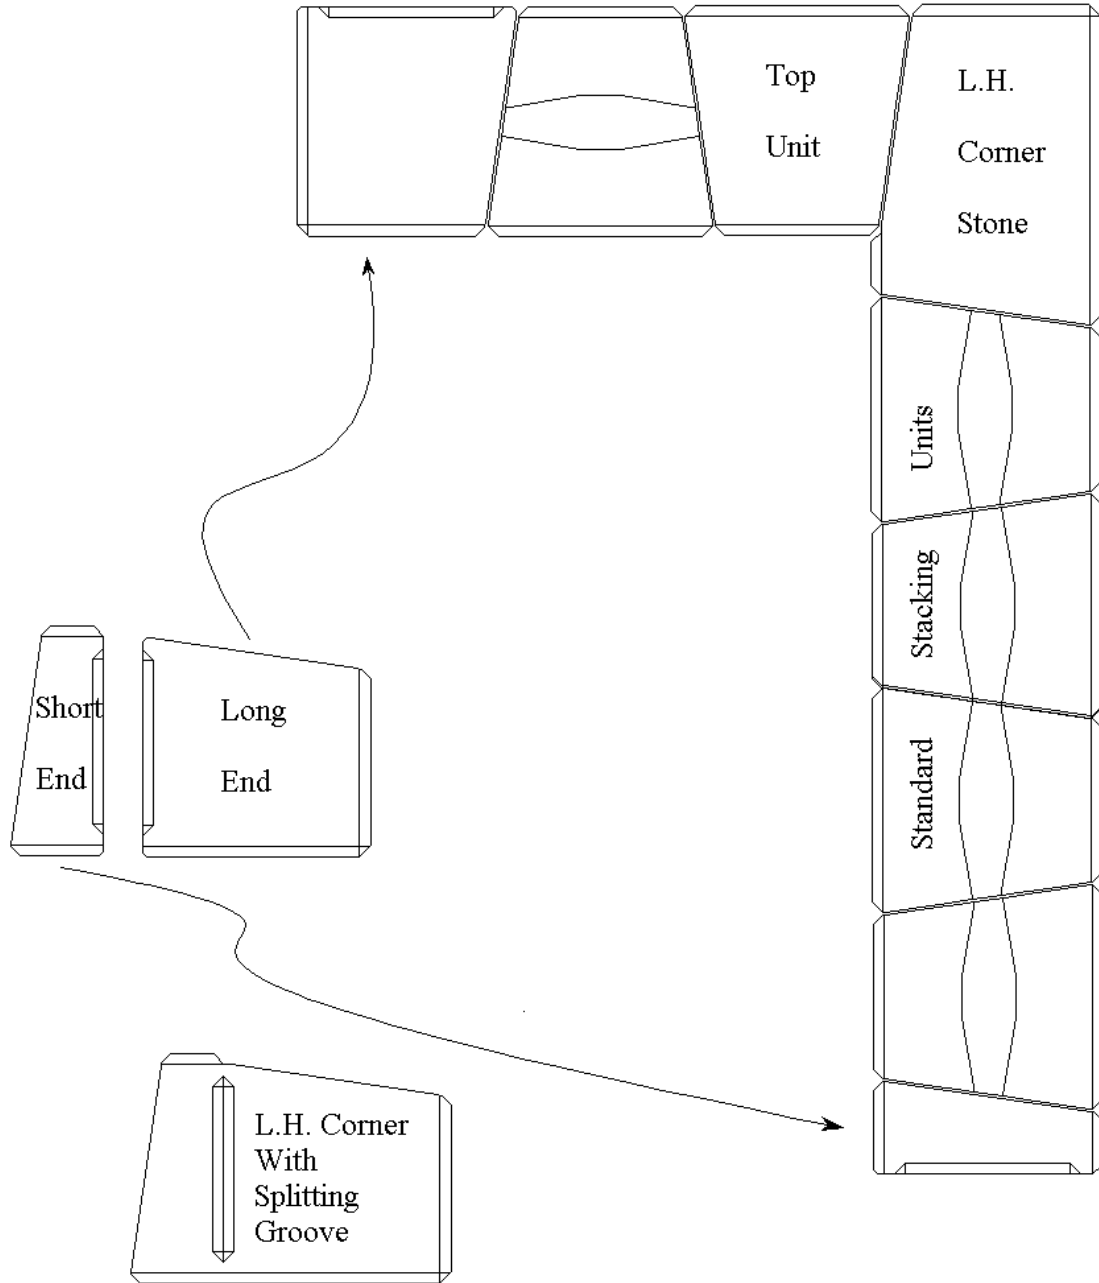 Top
Unit
L.H.
Corner
Stone
Units
Stacking
Standard
Short
End
Long
End
L.H. Corner
With
Splitting
Groove